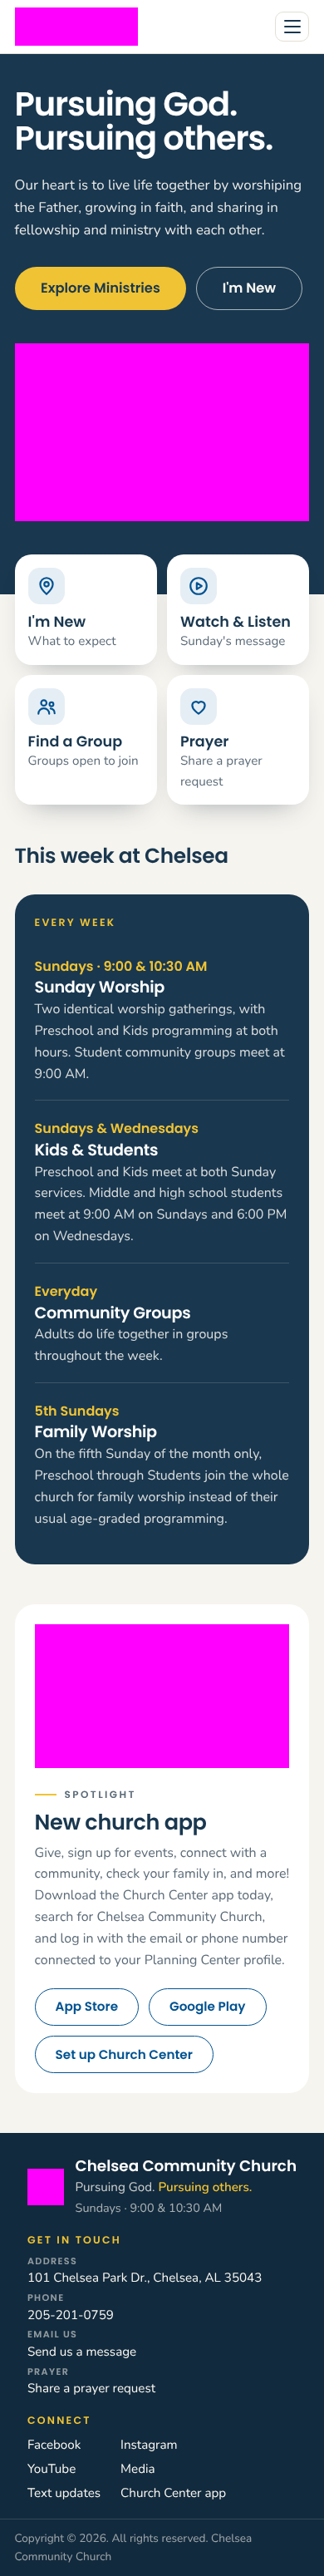 Pursuing God.
Pursuing others.
Our heart is to live life together by worshiping
the Father, growing in faith, and sharing in
fellowship and ministry with each other.
Explore Ministries
I'm New
I'm New
What to expect
Watch & Listen
Sunday's message
Find a Group
Groups open to join
Prayer
Share a prayer
request
This week at Chelsea
EVERY WEEK
Sundays · 9:00 & 10:30 AM
Sunday Worship
Two identical worship gatherings, with
Preschool and Kids programming at both
hours. Student community groups meet at
9:00 AM.
Sundays & Wednesdays
Kids & Students
Preschool and Kids meet at both Sunday
services. Middle and high school students
meet at 9:00 AM on Sundays and 6:00 PM
on Wednesdays.
Everyday
Community Groups
Adults do life together in groups
throughout the week.
5th Sundays
Family Worship
On the fifth Sunday of the month only,
Preschool through Students join the whole
church for family worship instead of their
usual age-graded programming.
SPOTLIGHT
New church app
Give, sign up for events, connect with a
community, check your family in, and more!
Download the Church Center app today,
search for Chelsea Community Church,
and log in with the email or phone number
connected to your Planning Center profile.
App Store
Google Play
Set up Church Center
Chelsea Community Church
Pursuing God. Pursuing others.
Sundays · 9:00 & 10:30 AM
GET IN TOUCH
ADDRESS
101 Chelsea Park Dr., Chelsea, AL 35043
PHONE
205-201-0759
EMAIL US
Send us a message
PRAYER
Share a prayer request
CONNECT
Facebook
Instagram
YouTube
Media
Text updates
Church Center app
Copyright © 2026. All rights reserved. Chelsea
Community Church